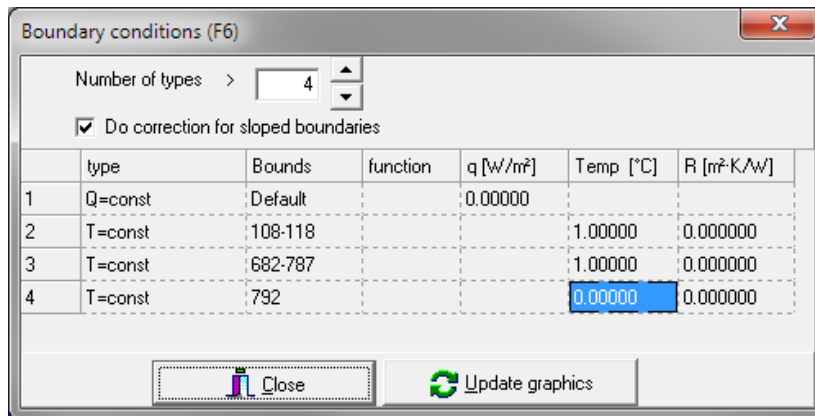 Boundary conditions (F6)
Number of types > 4
Do correction for sloped boundaries
type Bounds function q [W/m²] Temp [°C] R [m²·K/W]
1 Q=const Default 0.00000
2 T=const 108-118 1.00000 0.000000
3 T=const 682-787 1.00000 0.000000
4 T=const 792 0.00000 0.000000
Close Update graphics